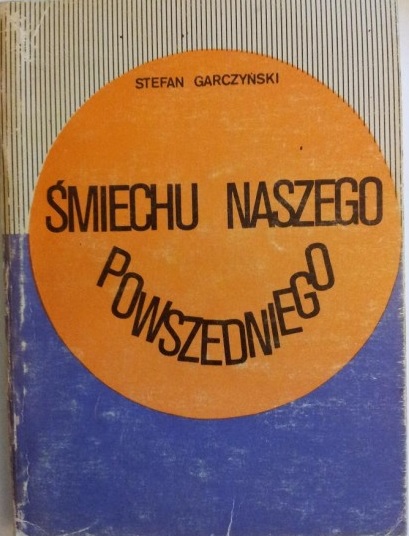 STEFAN GARCZYŃSKI
ŚMIECHU NASZEGO
POWSZEDNIEGO